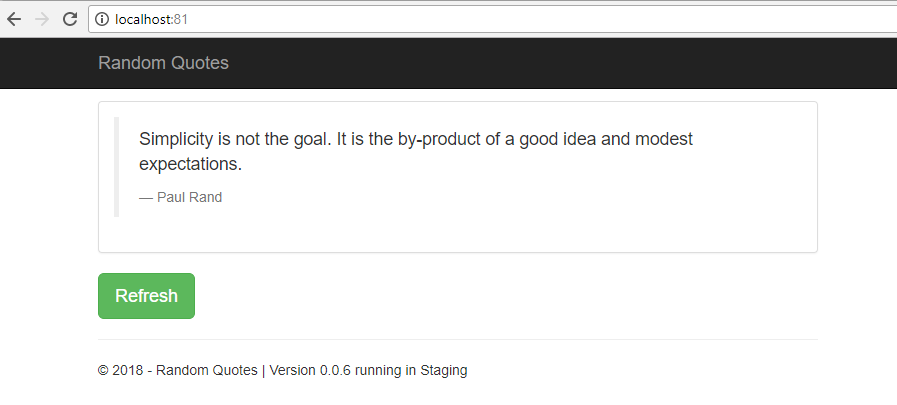 localhost:81
Random Quotes
Simplicity is not the goal. It is the by-product of a good idea and modest
expectations.
— Paul Rand
Refresh
© 2018 - Random Quotes | Version 0.0.6 running in Staging